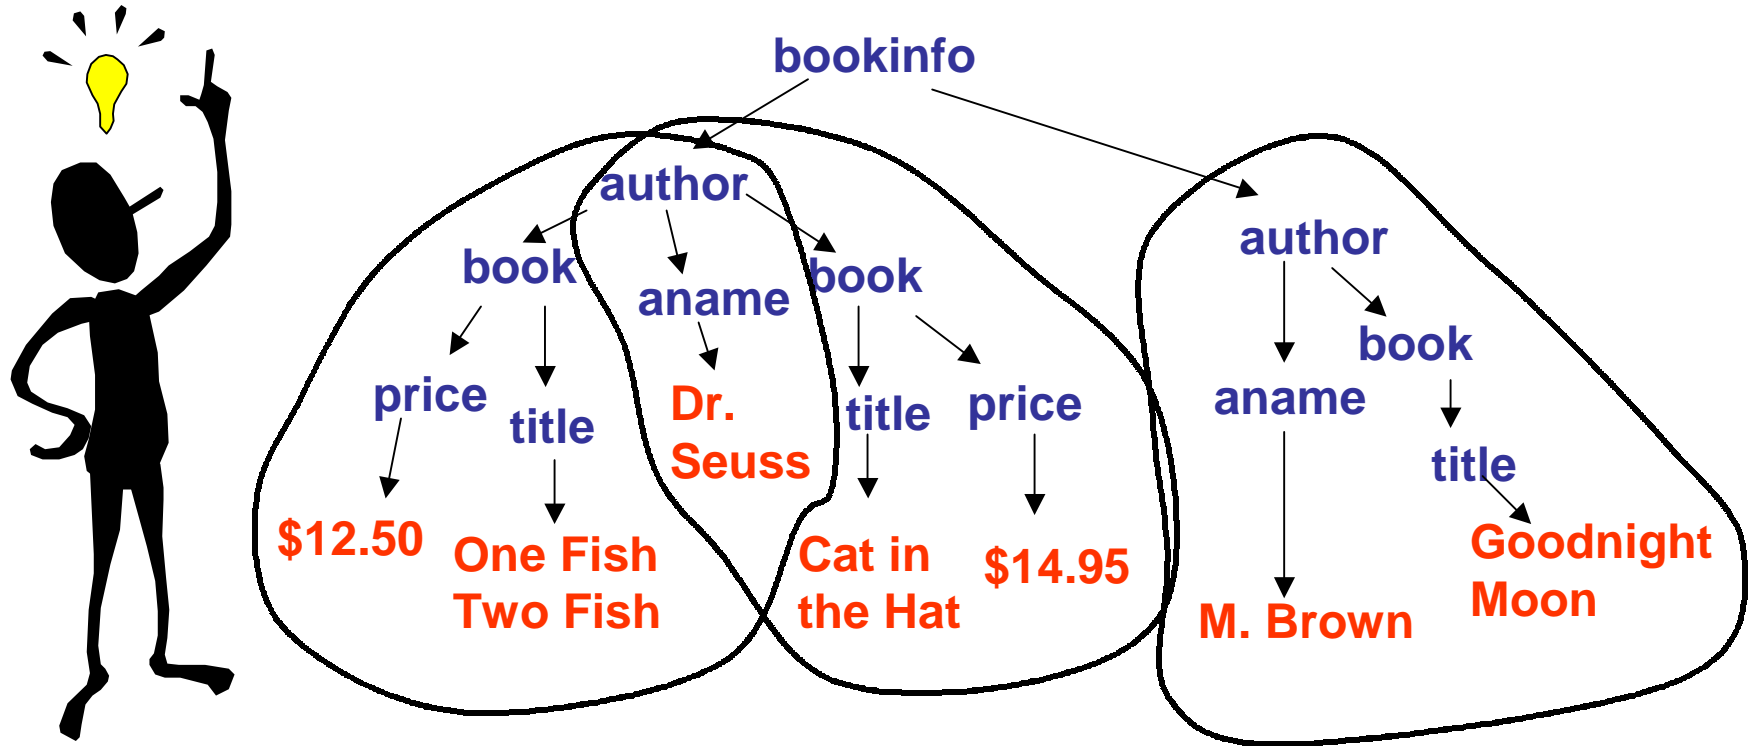 bookinfo
author
author
book
aname
book
book
price
title
Dr.
Seuss
title
price
aname
title
$12.50
One Fish
Two Fish
Cat in
the Hat
$14.95
M. Brown
Goodnight
Moon